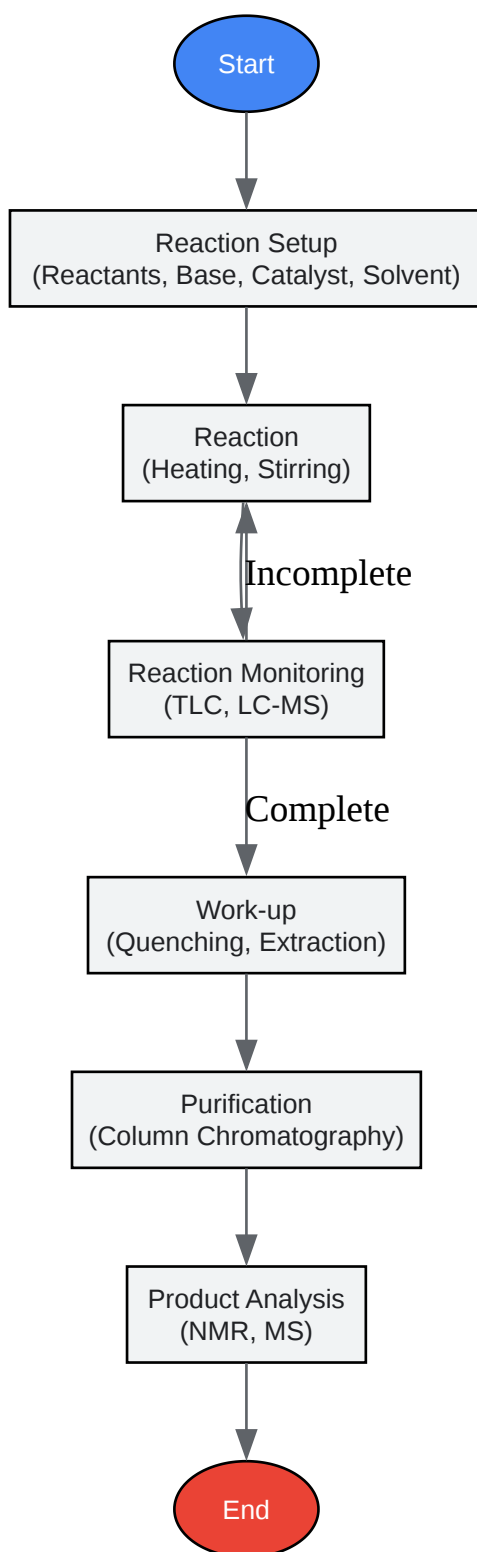 Start
Reaction Setup
(Reactants, Base, Catalyst, Solvent)
Reaction
(Heating, Stirring)
Incomplete
Reaction Monitoring
(TLC, LC-MS)
Complete
Work-up
(Quenching, Extraction)
Purification
(Column Chromatography)
Product Analysis
(NMR, MS)
End